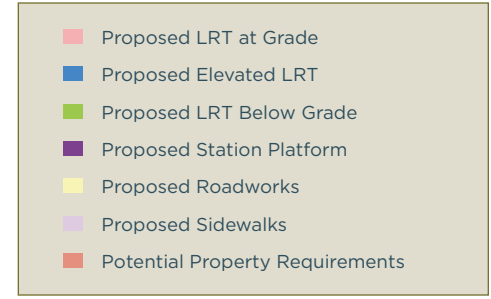 Proposed LRT at Grade
Proposed Elevated LRT
Proposed LRT Below Grade
Proposed Station Platform
Proposed Roadworks
Proposed Sidewalks
Potential Property Requirements